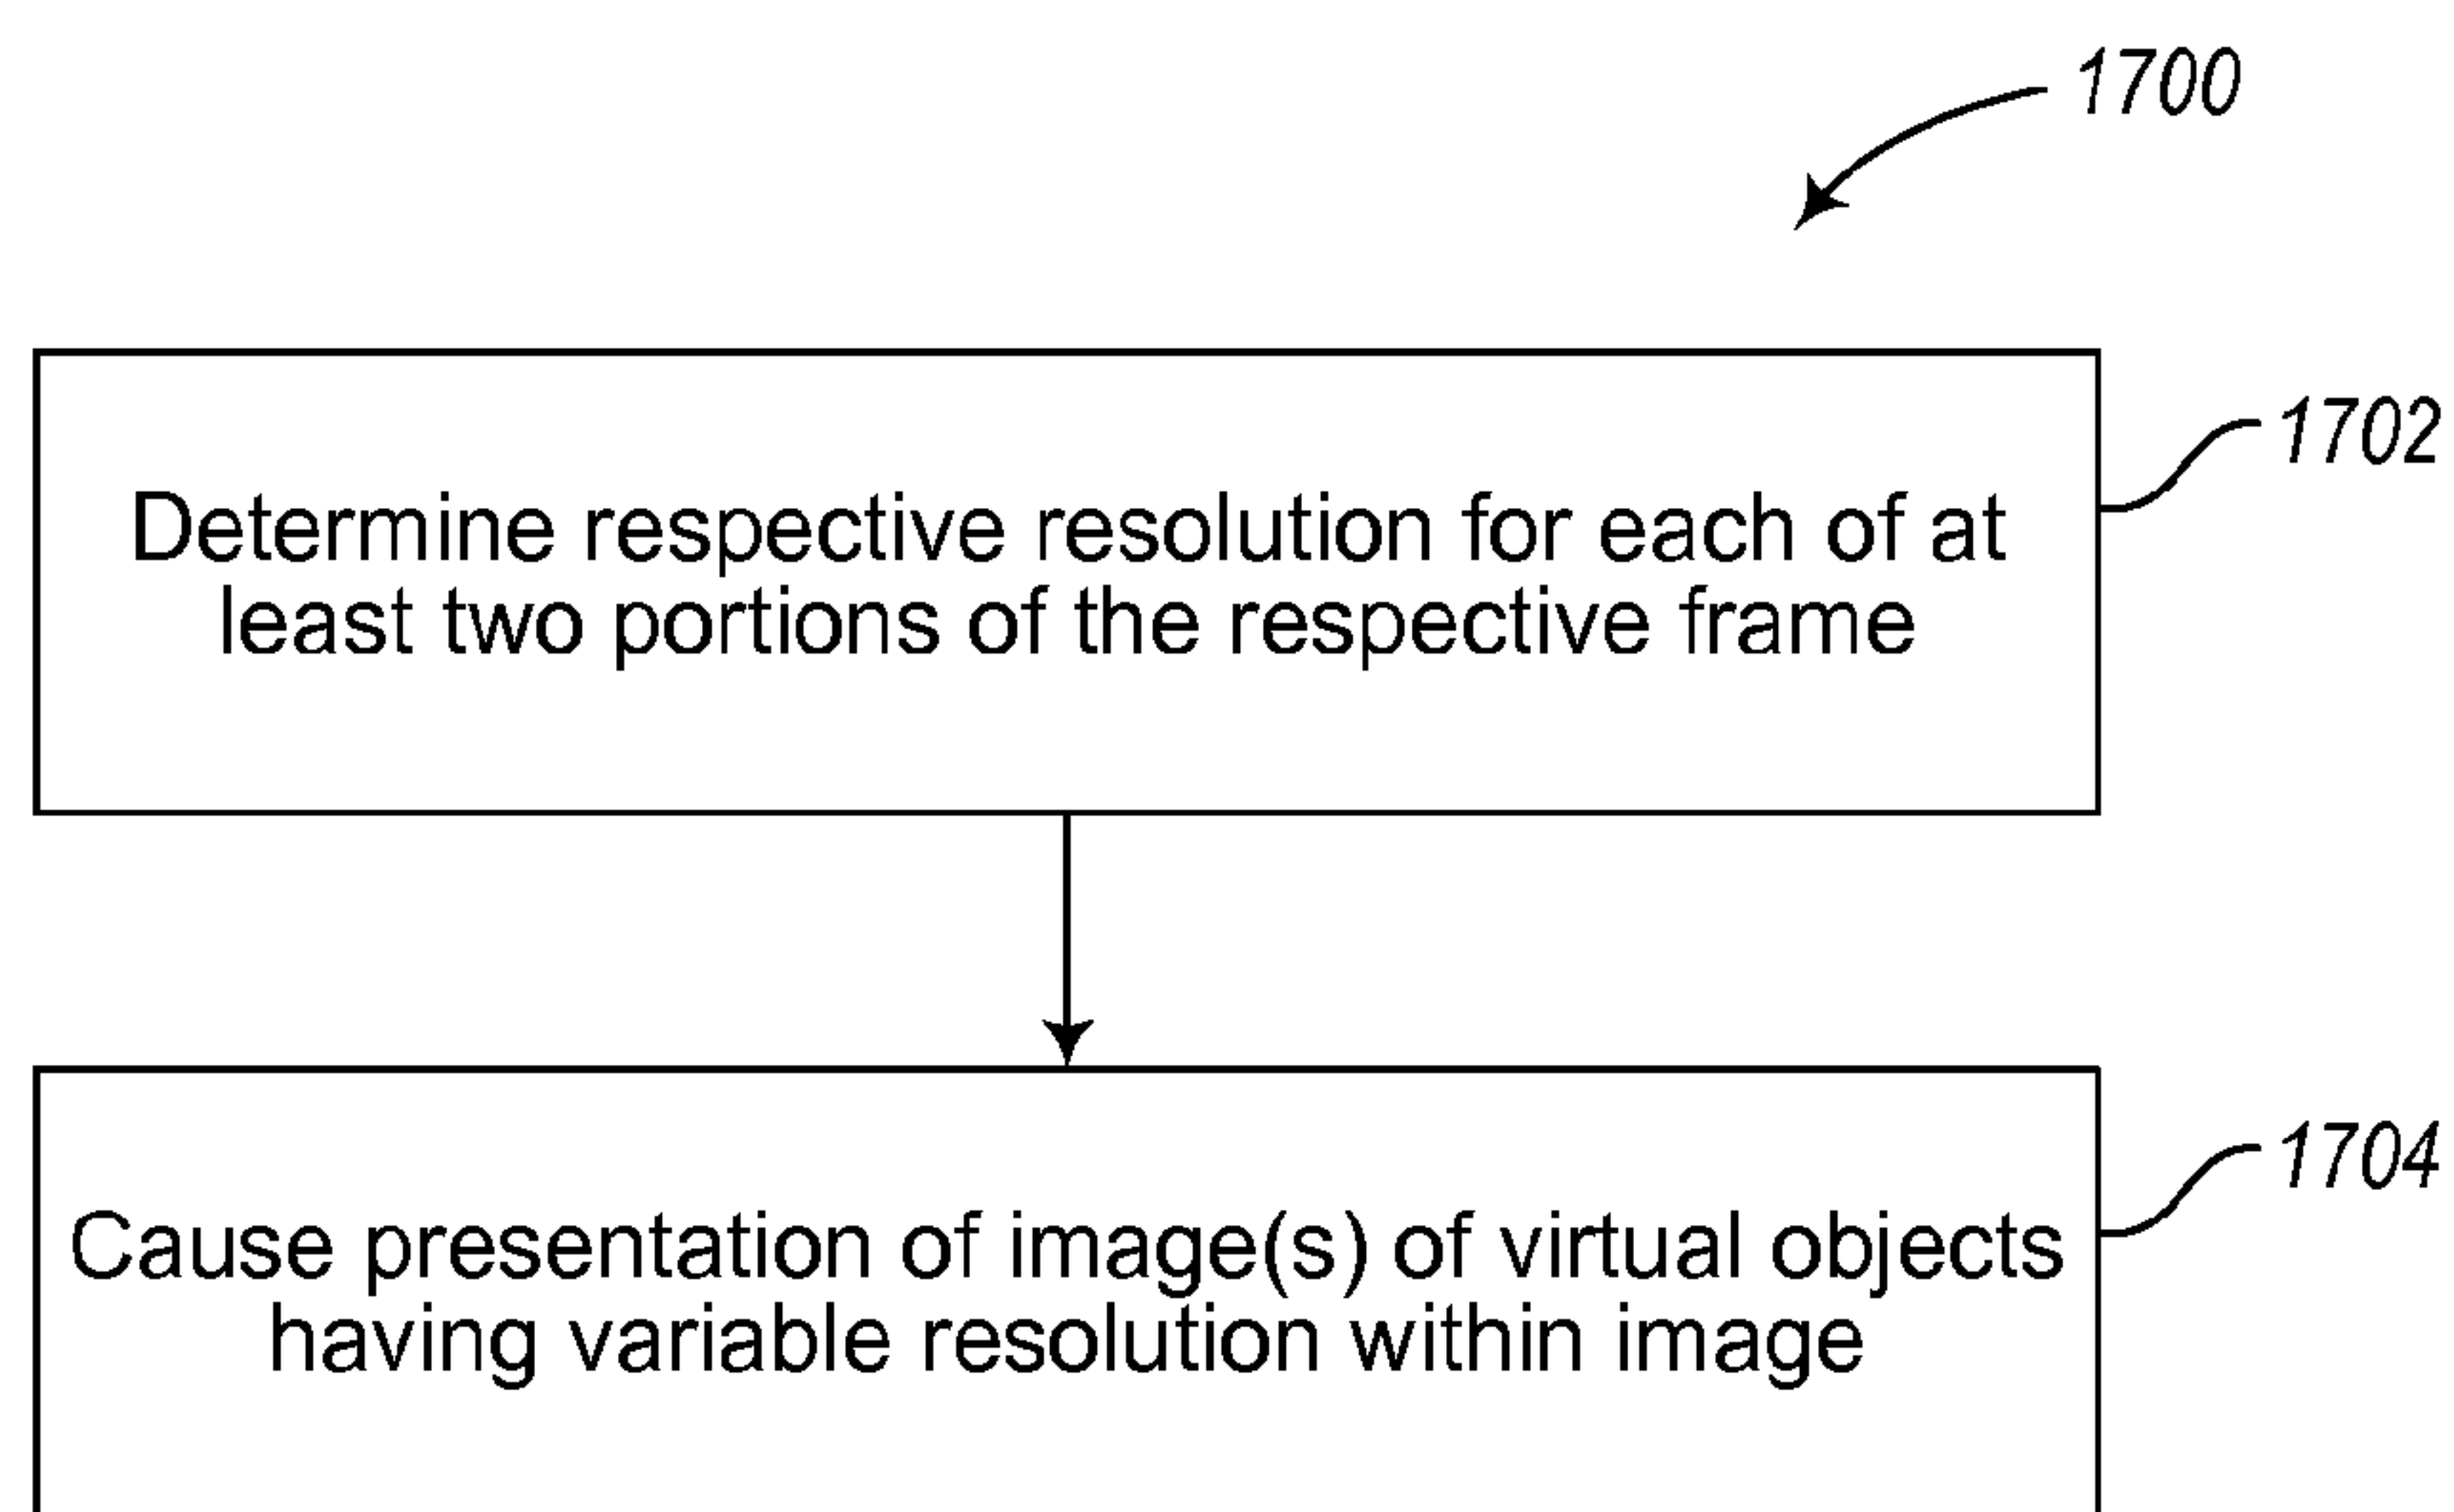 1700
1702
Determine respective resolution for each of at
least two portions of the respective frame
1704
Cause presentation of image(s) of virtual objects
having variable resolution within image